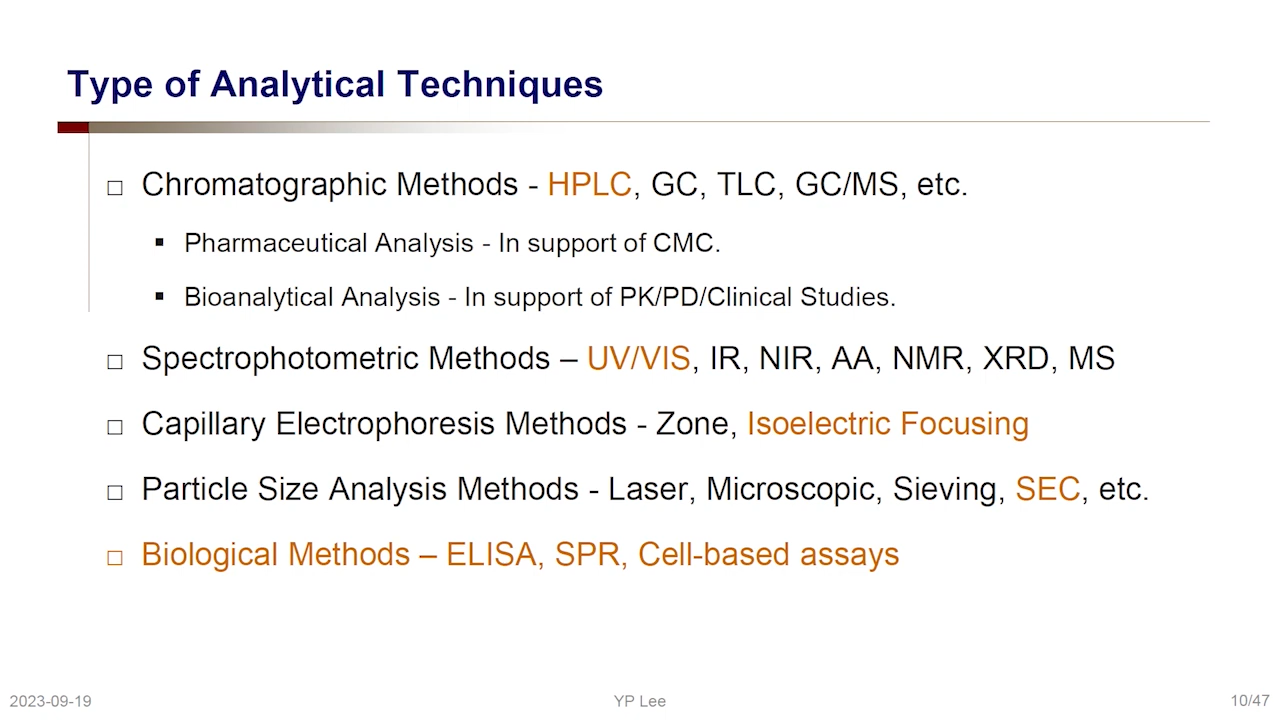 Type of Analytical Techniques
□ Chromatographic Methods - HPLC, GC, TLC, GC/MS, etc.
▪ Pharmaceutical Analysis - In support of CMC.
▪ Bioanalytical Analysis - In support of PK/PD/Clinical Studies.
□ Spectrophotometric Methods – UV/VIS, IR, NIR, AA, NMR, XRD, MS
□ Capillary Electrophoresis Methods - Zone, Isoelectric Focusing
□ Particle Size Analysis Methods - Laser, Microscopic, Sieving, SEC, etc.
□ Biological Methods – ELISA, SPR, Cell-based assays
2023-09-19 YP Lee 10/47